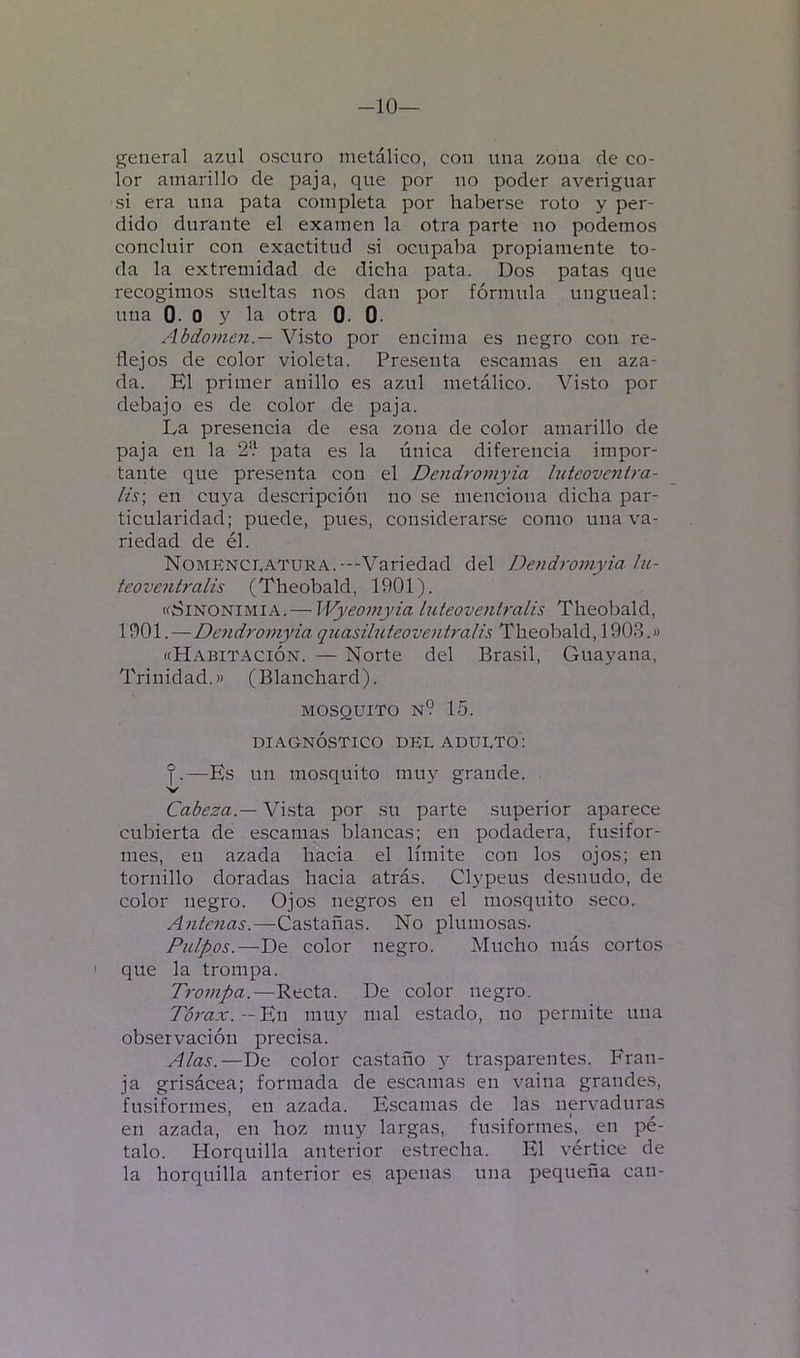 —10—
general azul oscuro metálico, con una zona de co-
lor amarillo de paja, que por no poder averiguar
si era una pata completa por haberse roto y per-
dido durante el examen la otra parte no podemos
concluir con exactitud si ocupaba propiamente to-
da la extremidad de dicha pata. Dos patas que
recogimos sueltas nos dan por fórmula ungueal:
una 0. 0 y la otra 0. 0.
Abdomen.— Visto por encima es negro con re-
flejos de color violeta. Presenta escamas en aza-
da. El primer anillo es azul metálico. Visto por
debajo es de color de paja.
La presencia de esa zona de color amarillo de
paja en la 2ª pata es la única diferencia impor-
tante que presenta con el Dendromyia luteoventra-
lis; en cuya descripción no se menciona dicha par-
ticularidad; puede, pues, considerarse como una va-
riedad de él.
NOMENCLATURA.---Variedad del Dendromyia lu-
teoventralis (Theobald, 1901).
«SINONIMIA.—Wyeomyia luteoventralis Theobald,
1901.—Dendromyia quasiluteoventralis Theobald, 1903.»
«HABITACIÓN. — Norte del Brasil, Guayana,
Trinidad.» (Blanchard).
MOSQUITO Nº 15.
DIAGNÓSTICO DEL ADULTO:
.—Es un mosquito muy grande.
Cabeza.— Vista por su parte superior aparece
cubierta de escamas blancas; en podadera, fusifor-
mes, en azada hacia el límite con los ojos; en
tornillo doradas hacia atrás. Clypeus desnudo, de
color negro. Ojos negros en el mosquito seco.
Antenas.—Castañas. No plumosas.
Pulpos.—De color negro. Mucho más cortos
que la trompa.
Trompa.—Recta. De color negro.
Tórax.--En muy mal estado, no permite una
observación precisa.
Alas.—De color castaño y trasparentes. Fran-
ja grisácea; formada de escamas en vaina grandes,
fusiformes, en azada. Escamas de las nervaduras
en azada, en hoz muy largas, fusiformes, en pé-
talo. Horquilla anterior estrecha. El vértice de
la horquilla anterior es apenas una pequeña can-